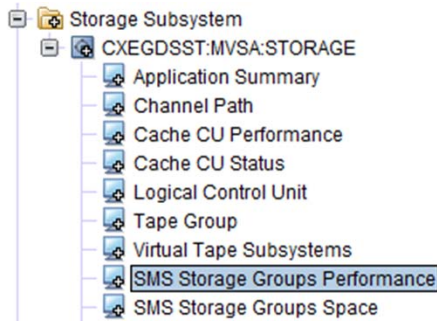 Storage Subsystem
CXEGDSST:MVSA:STORAGE
Application Summary
Channel Path
Cache CU Performance
Cache CU Status
Logical Control Unit
Tape Group
Virtual Tape Subsystems
SMS Storage Groups Performance
SMS Storage Groups Space